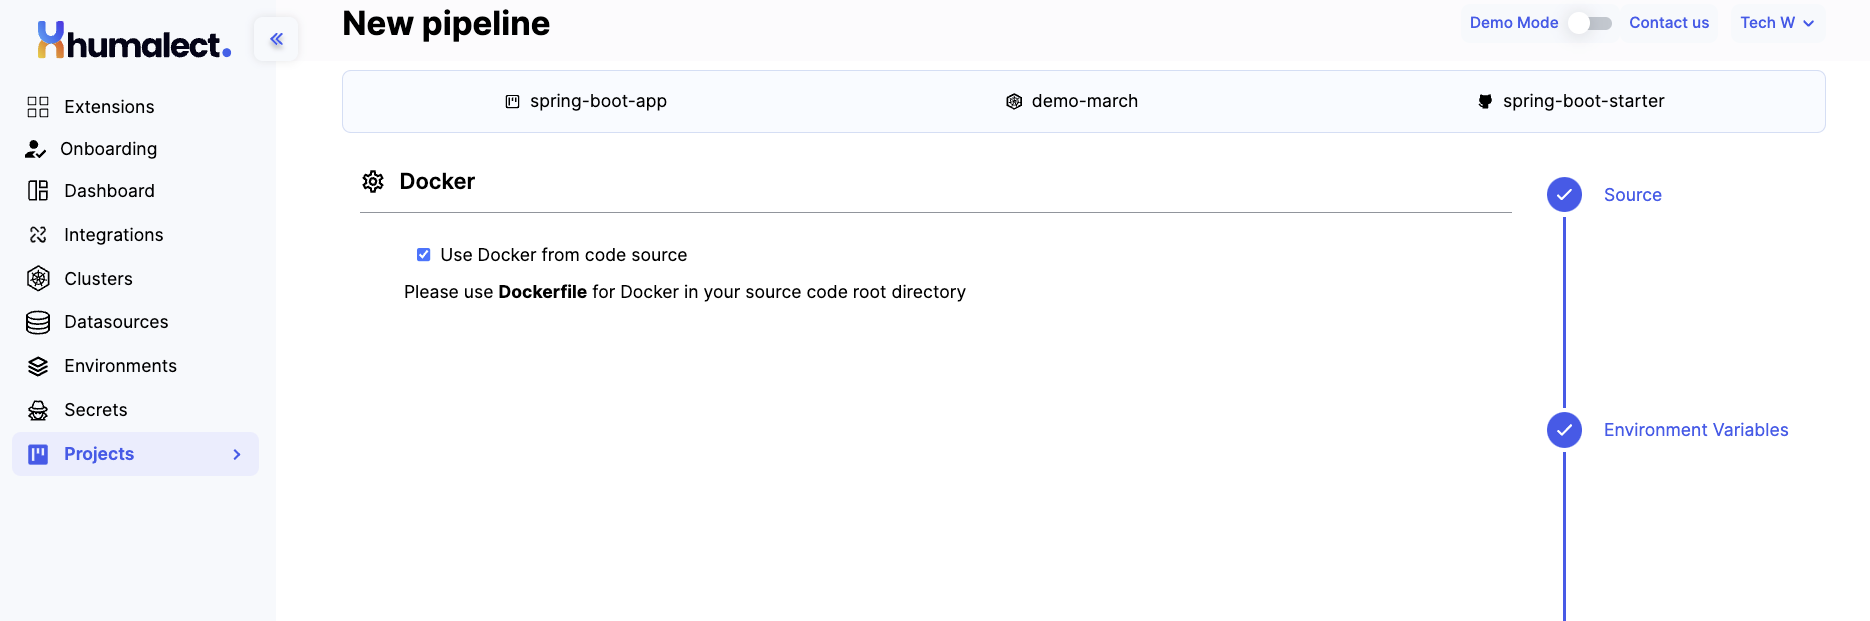 humalect.
New pipeline
Demo Mode
Contact us
Tech W
Extensions
Onboarding
Dashboard
Integrations
Clusters
Datasources
Environments
Secrets
Projects
spring-boot-app
demo-march
spring-boot-starter
Docker
Use Docker from code source
Please use Dockerfile for Docker in your source code root directory
Source
Environment Variables